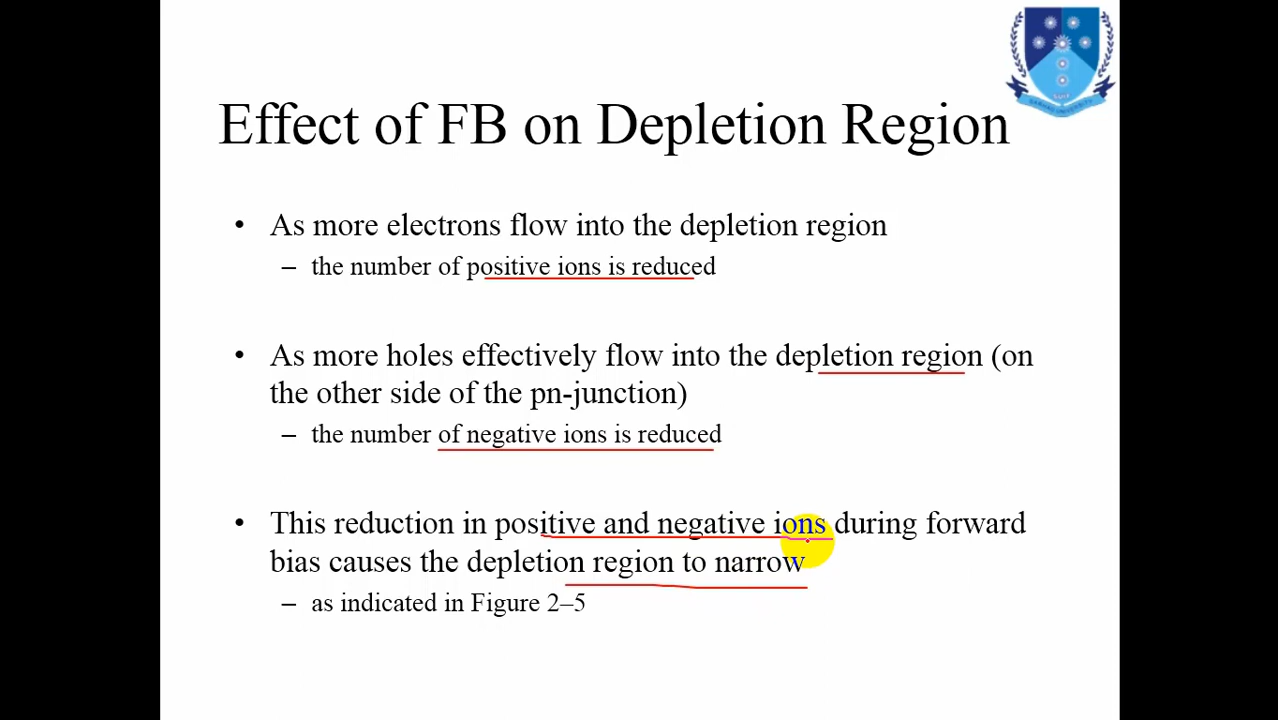 Effect of FB on Depletion Region
• As more electrons flow into the depletion region
– the number of positive ions is reduced
• As more holes effectively flow into the depletion region (on
the other side of the pn-junction)
– the number of negative ions is reduced
• This reduction in positive and negative ions during forward
bias causes the depletion region to narrow
– as indicated in Figure 2–5